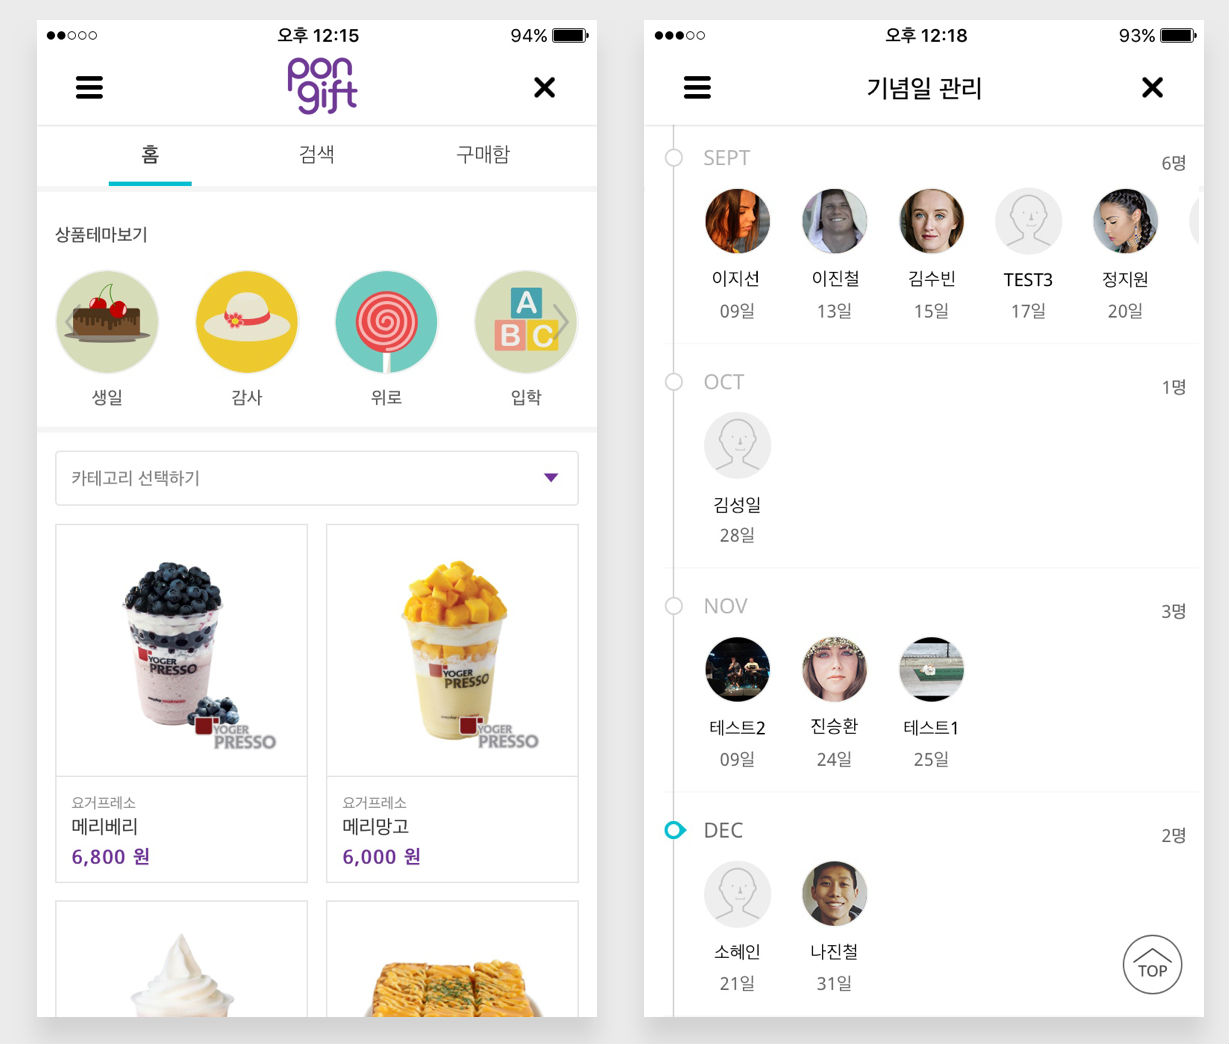 오후 12:15
94%
pon
gift
홈
검색
구매함
상품테마보기
A
B C
생일
감사
위로
입학
카테고리 선택하기
YOGER
PRESSO
YOGER
PRESSO
YOGER
PRESSO
YOGER
PRESSO
요거프레소
메리베리
6,800 원
요거프레소
메리망고
6,000 원
오후 12:18
93%
기념일 관리
SEPT
6명
이지선
이진철
김수빈
TEST3
정지원
09일
13일
15일
17일
20일
OCT
1명
김성일
28일
NOV
3명
테스트2
진승환
테스트1
09일
24일
25일
DEC
2명
소혜인
나진철
21일
31일
TOP